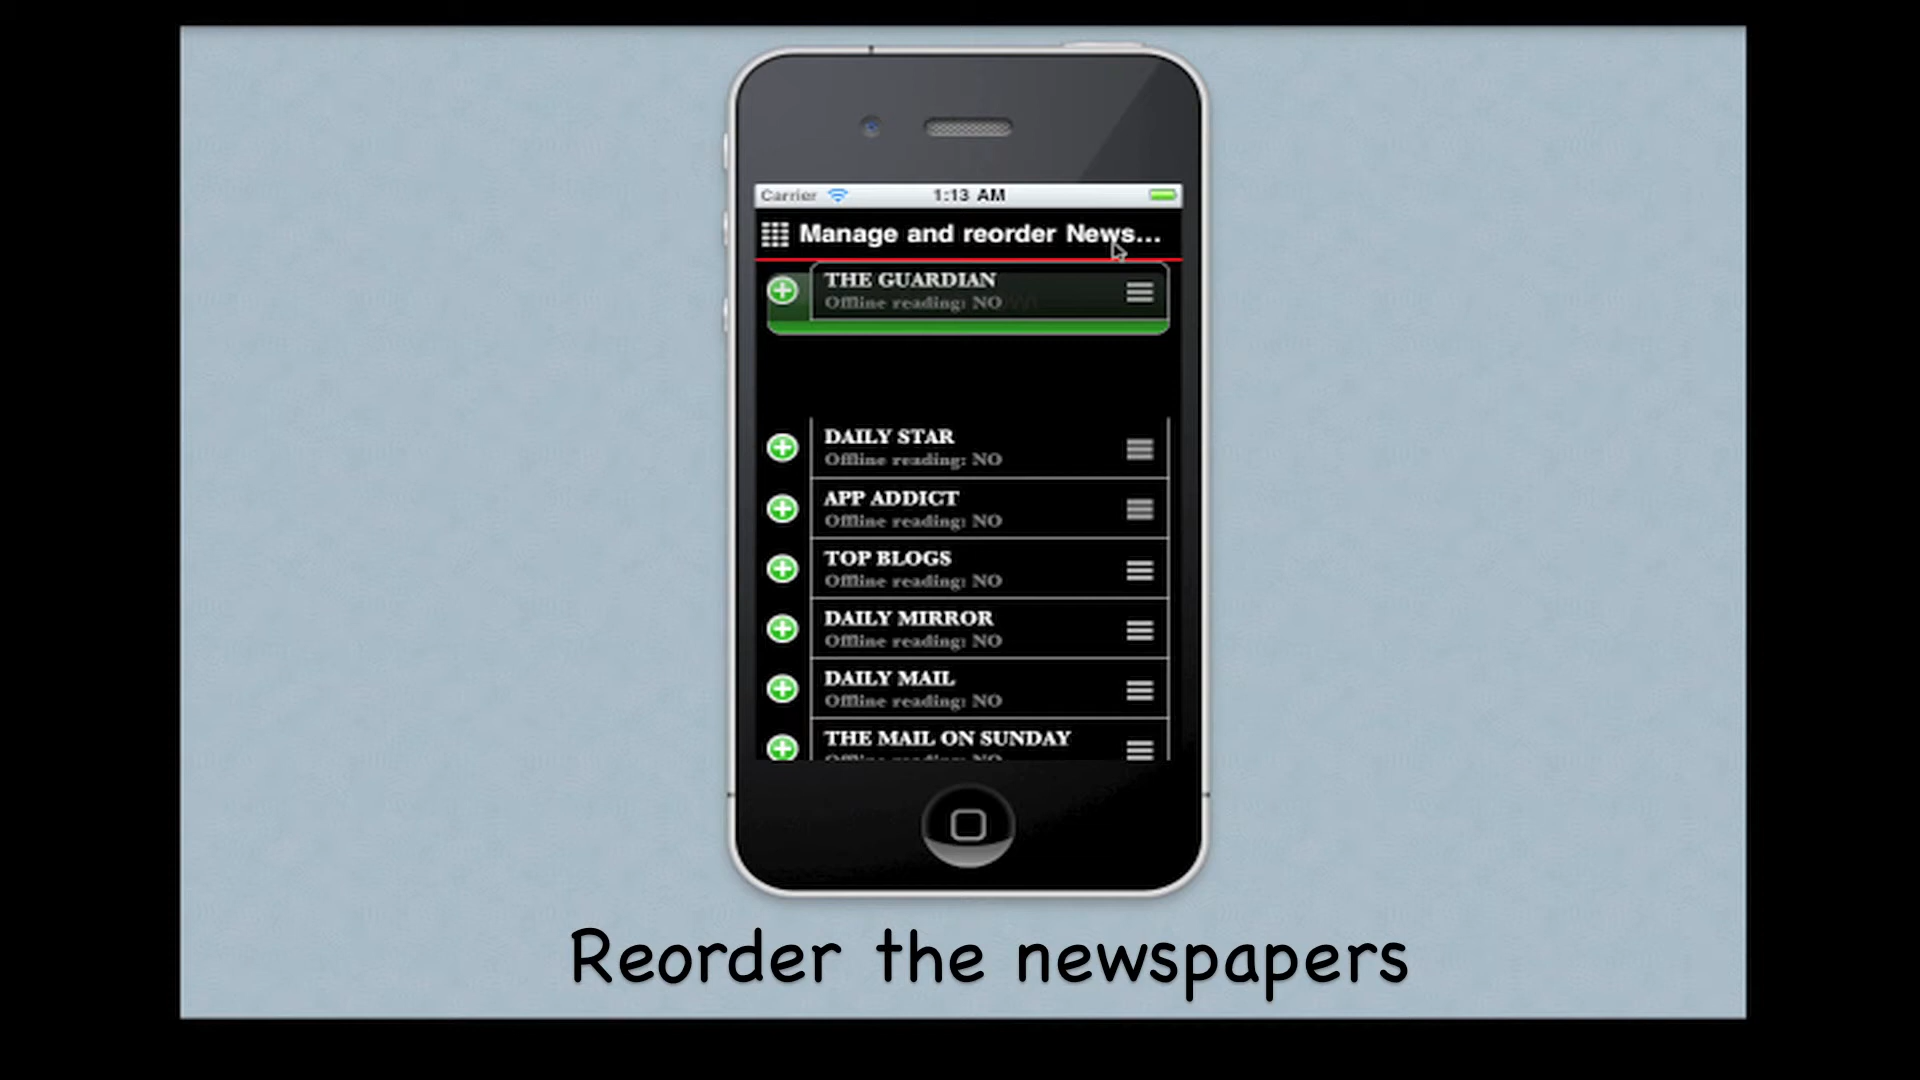 Carrier 1:13 AM
Manage and reorder News...
THE GUARDIAN
Offline reading: NO
DAILY STAR
Offline reading: NO
APP ADDICT
Offline reading: NO
TOP BLOGS
Offline reading: NO
DAILY MIRROR
Offline reading: NO
DAILY MAIL
Offline reading: NO
THE MAIL ON SUNDAY
Reorder the newspapers